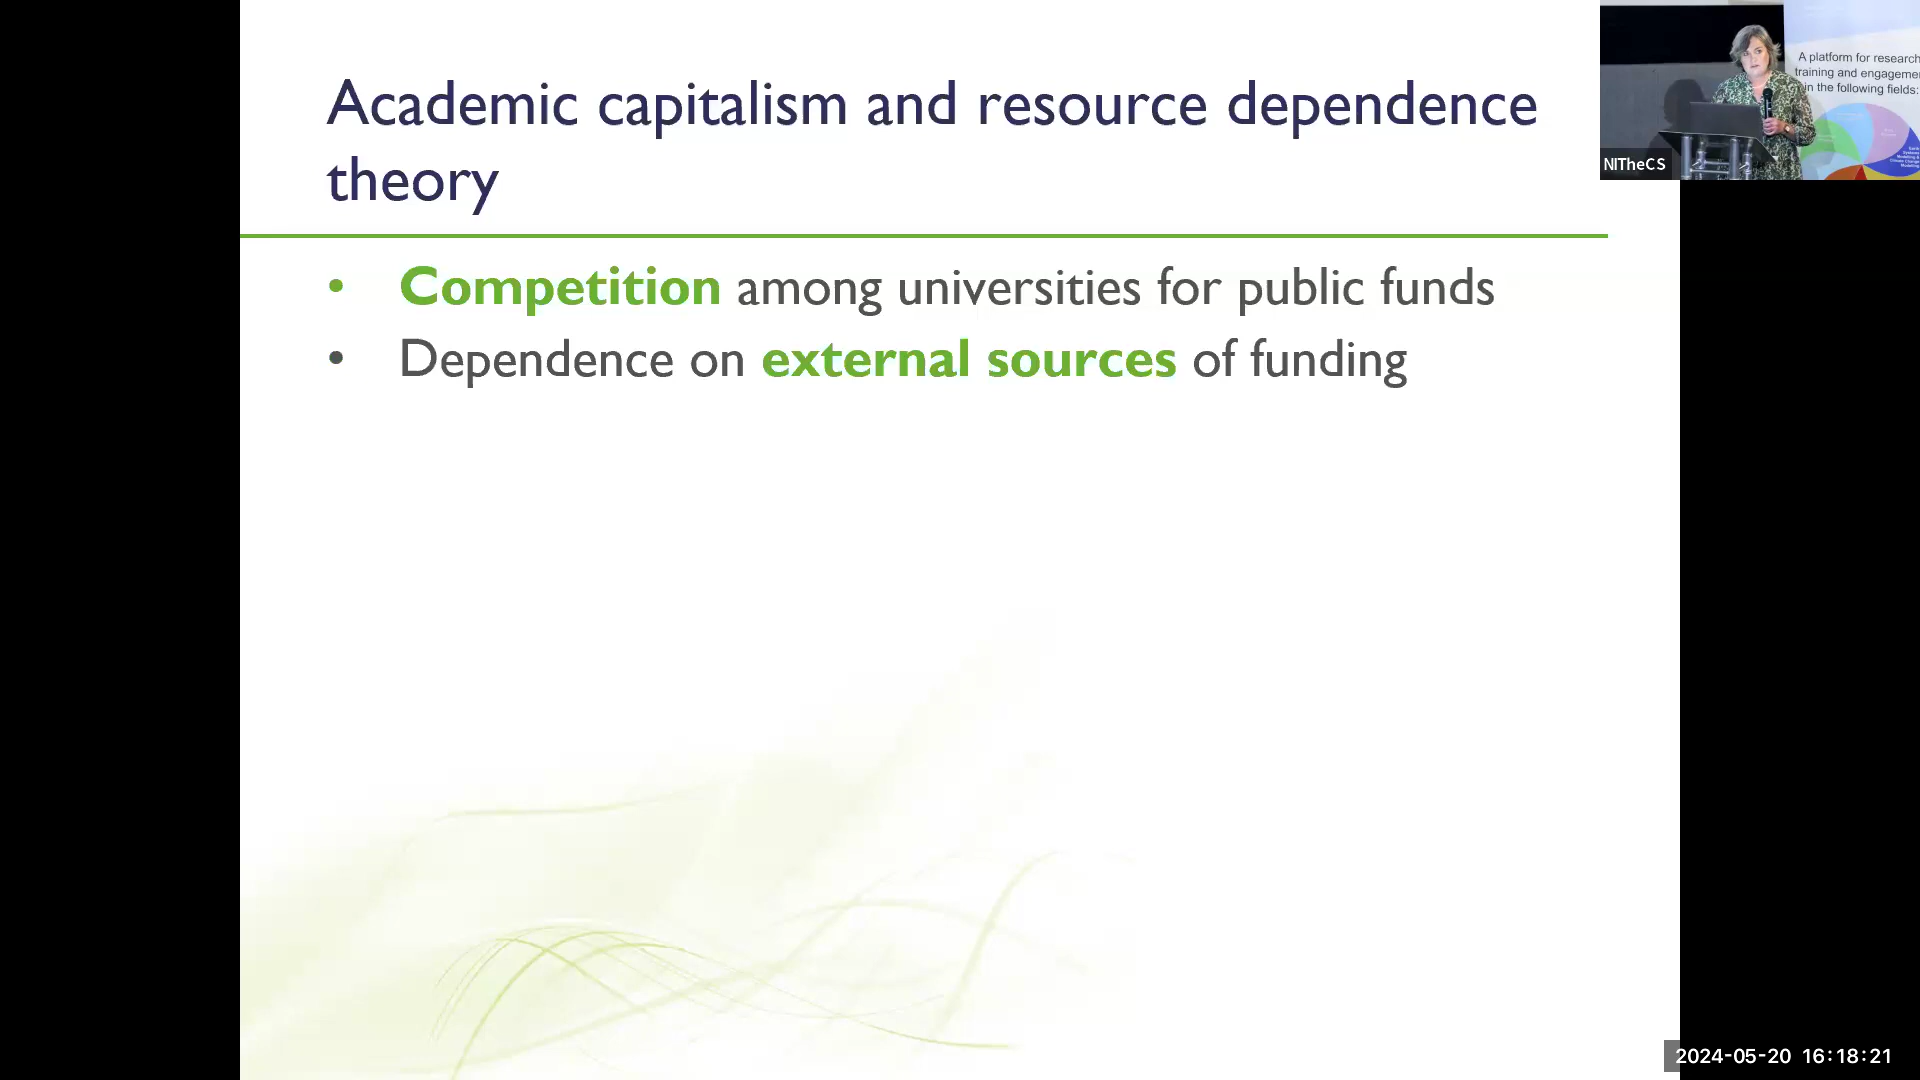 Academic capitalism and resource dependence
theory
• Competition among universities for public funds
• Dependence on external sources of funding
A platform for research
training and engageme
in the following fields:
NITheCS
2024-05-20 16:18:21